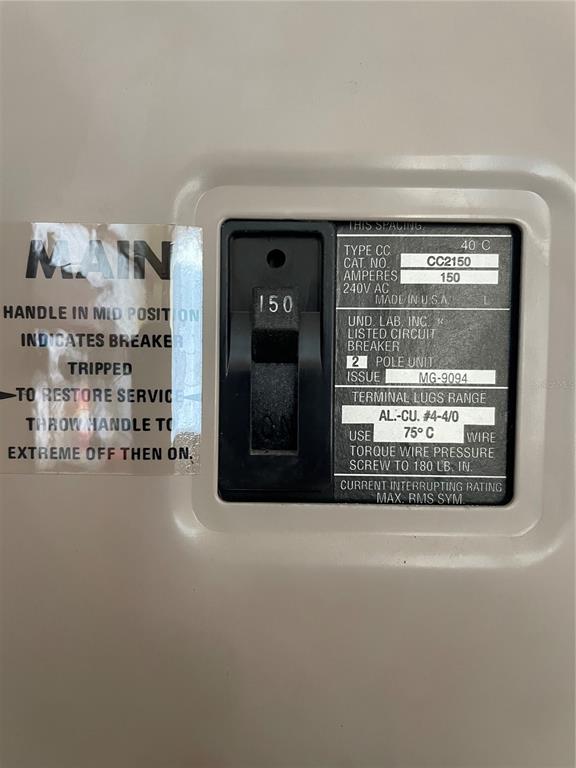 MAIN
HANDLE IN MID POSITION
INDICATES BREAKER
TRIPPED
TO RESTORE SERVICE
THROW HANDLE TO
EXTREME OFF THEN ON.
150
ON
THIS SPACING.
TYPE CC 40 C
CAT. NO. CC2150
AMPERES 150
240V AC
MADE IN U.S.A. L
UND. LAB. INC.
LISTED CIRCUIT
BREAKER
2 POLE UNIT
ISSUE MG-9094
TERMINAL LUGS RANGE
AL.-CU. #4-4/0
USE 75° C WIRE
TORQUE WIRE PRESSURE
SCREW TO 180 LB. IN.
CURRENT INTERRUPTING RATING
MAX. RMS SYM.